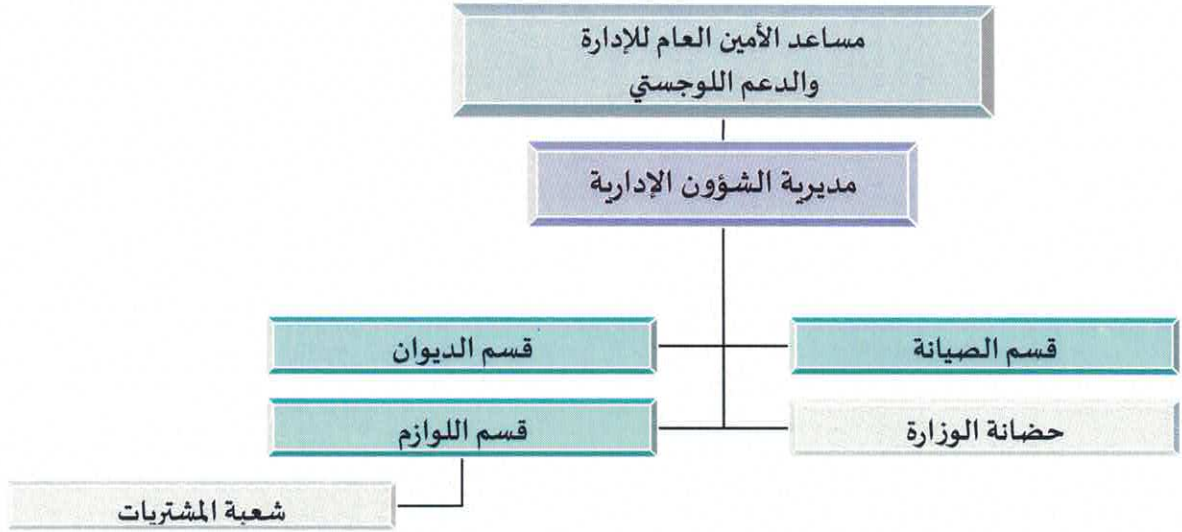 مساعد الأمين العام للإدارة
والدعم اللوجستي
مديرية الشؤون الإدارية
قسم الصيانة
قسم الديوان
حضانة الوزارة
قسم اللوازم
شعبة المشتريات